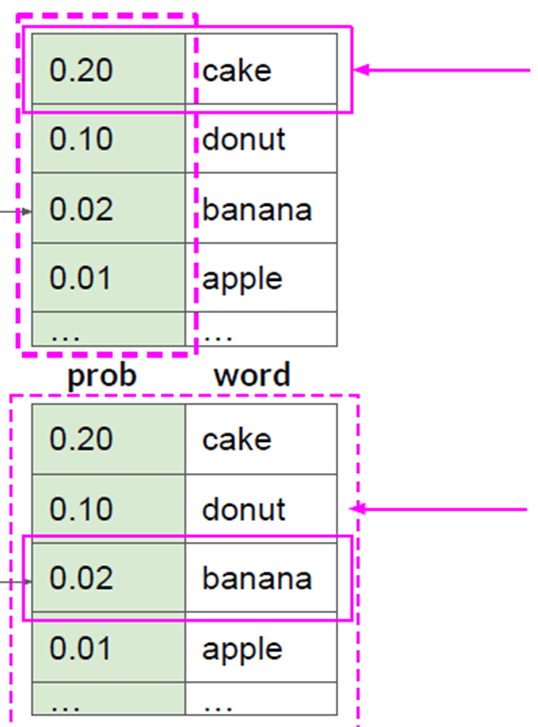 0.20 cake
0.10 donut
0.02 banana
0.01 apple
... ...
prob word
0.20 cake
0.10 donut
0.02 banana
0.01 apple
... ...